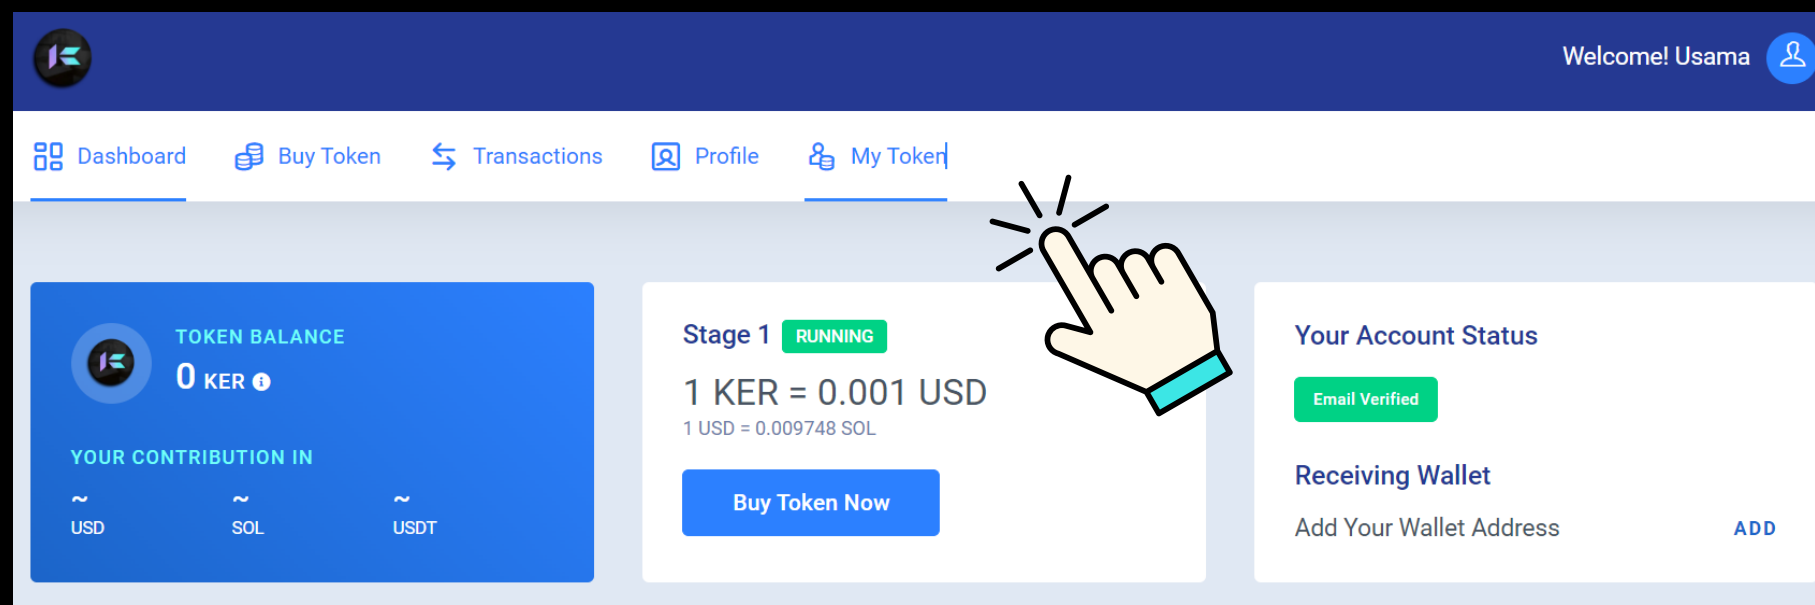 Welcome! Usama
Dashboard
Buy Token
Transactions
Profile
My Token
TOKEN BALANCE
0 KER
YOUR CONTRIBUTION IN
~
USD
~
SOL
~
USDT
Stage 1 RUNNING
1 KER = 0.001 USD
1 USD = 0.009748 SOL
Buy Token Now
Your Account Status
Email Verified
Receiving Wallet
Add Your Wallet Address ADD